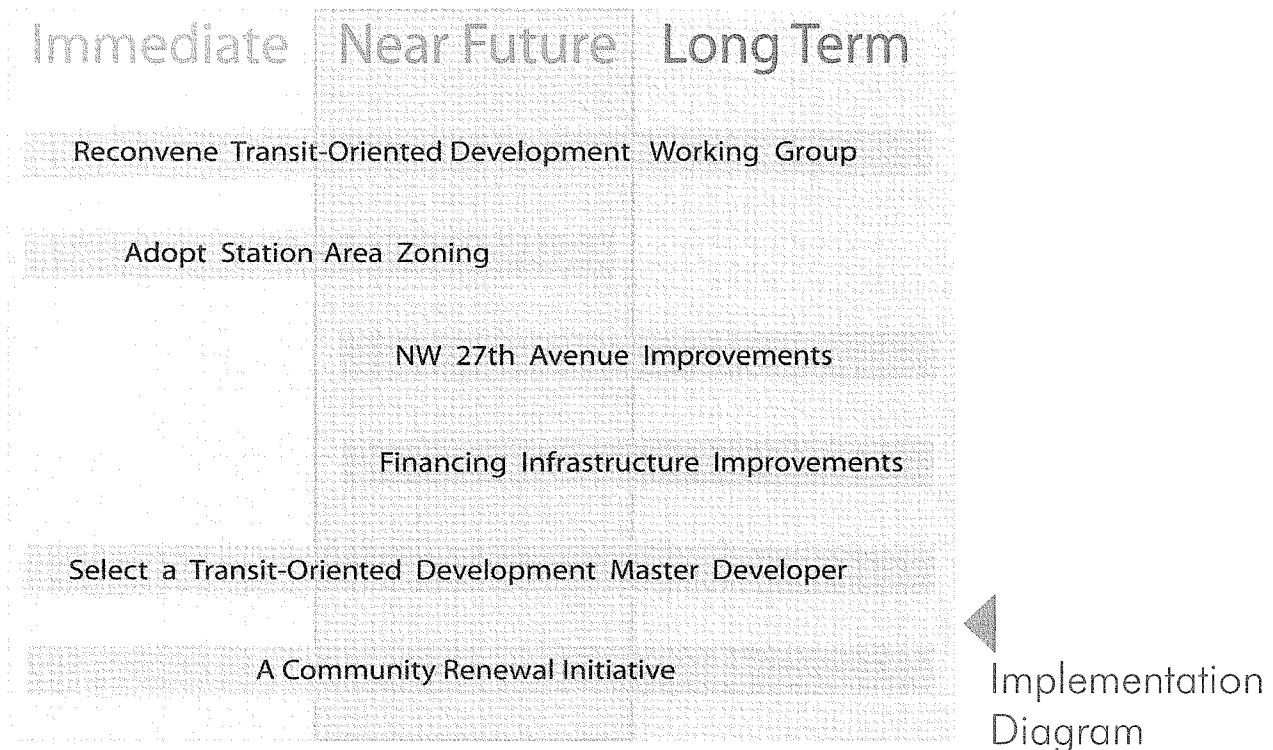 Immediate Near Future Long Term
Reconvene Transit-Oriented Development Working Group
Adopt Station Area Zoning
NW 27th Avenue Improvements
Financing Infrastructure Improvements
Select a Transit-Oriented Development Master Developer
A Community Renewal Initiative
Implementation
Diagram